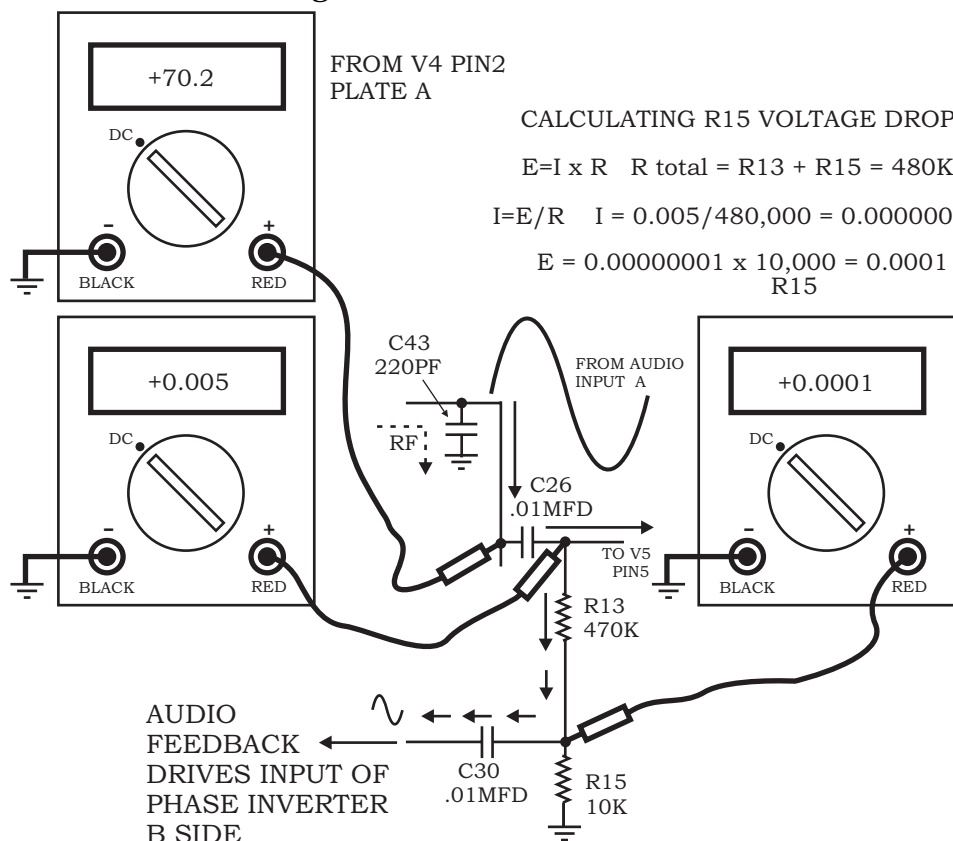 +70.2
FROM V4 PIN2
PLATE A
DC
-
+
BLACK
RED
CALCULATING R15 VOLTAGE DROP
E=I x R R total = R13 + R15 = 480K
I=E/R I = 0.005/480,000 = 0.000000
E = 0.00000001 x 10,000 = 0.0001
R15
+0.005
DC
-
+
BLACK
RED
C43
220PF
RF
FROM AUDIO
INPUT A
C26
.01MFD
TO V5
PIN5
+0.0001
DC
-
+
BLACK
RED
R13
470K
AUDIO
FEEDBACK
DRIVES INPUT OF
PHASE INVERTER
B SIDE
C30
.01MFD
R15
10K